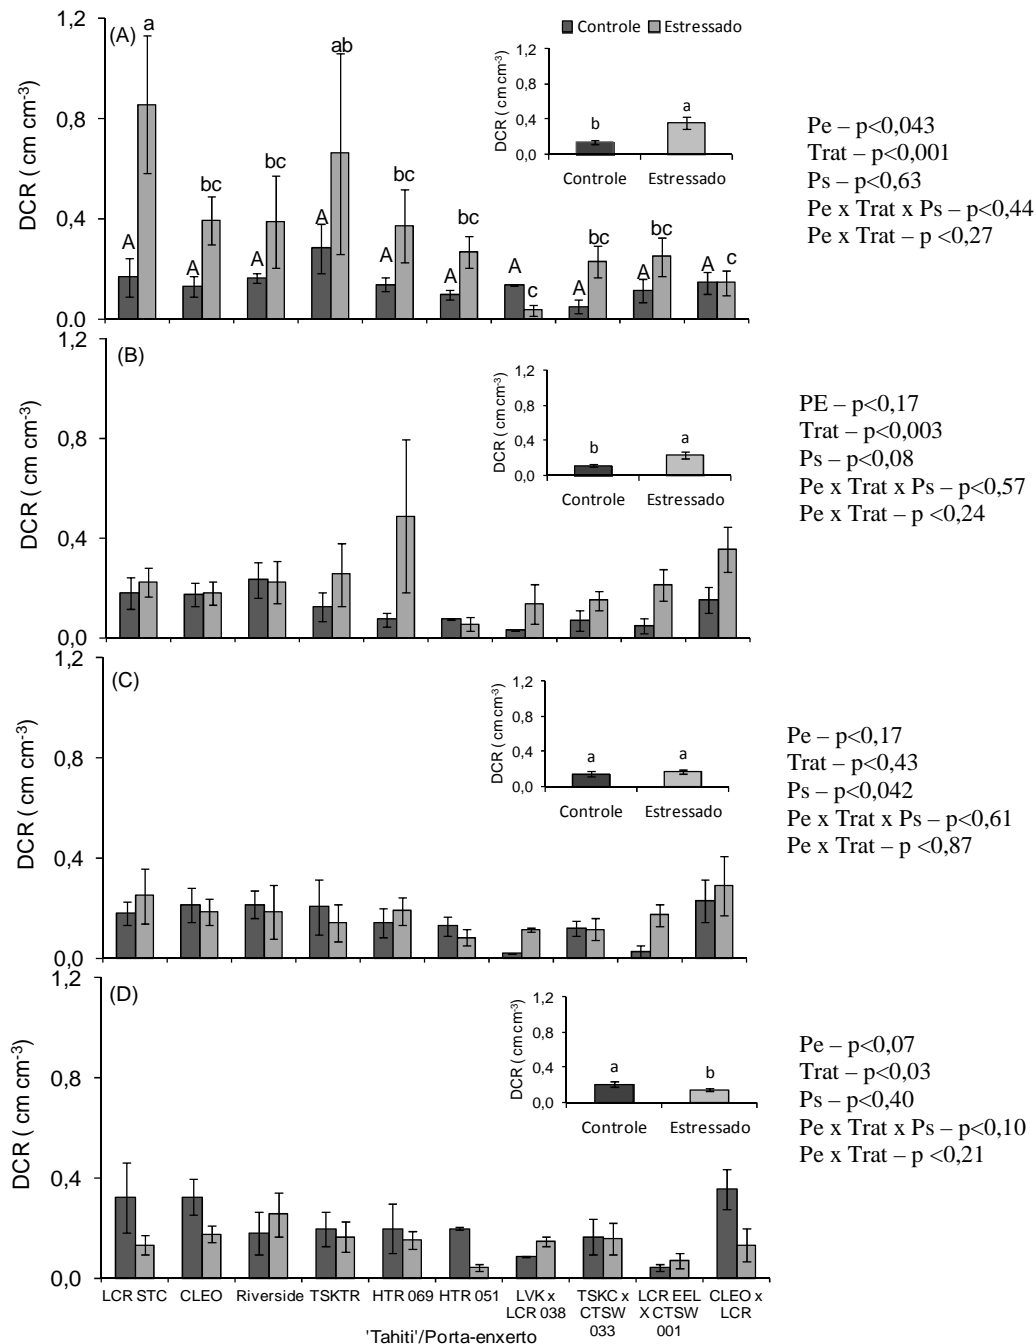 (A)
1,2
0,8
0,4
0.0
DCR ( cm cm-3)
a
A
bc
A
bc
A
ab
A
bc
A
bc
A
A
c
bc
A
bc
A
A
c
Controle Estressado
1,2
0,8
0,4
0,0
DCR ( cm cm-3)
b
a
Controle Estressado
Pe – p<0,043
Trat – p<0,001
Ps – p<0,63
Pe x Trat x Ps – p<0,44
Pe x Trat – p <0,27
(B)
1,2
0,8
0,4
0,0
DCR ( cm cm-3)
1,2
0,8
0,4
0,0
DCR ( cm cm-3)
b
a
Controle Estressado
PE – p<0,17
Trat – p<0,003
Ps – p<0,08
Pe x Trat x Ps – p<0,57
Pe x Trat – p <0,24
(C)
1,2
0,8
0,4
0,0
DCR ( cm cm-3)
1,2
0,8
0,4
0,0
DCR ( cm cm-3)
a
a
Controle Estressado
Pe – p<0,17
Trat – p<0,43
Ps – p<0,042
Pe x Trat x Ps – p<0,61
Pe x Trat – p <0,87
(D)
1,2
0,8
0,4
0,0
DCR ( cm cm-3)
1,2
0,8
0,4
0,0
DCR ( cm cm-3)
a
b
Controle Estressado
Pe – p<0,07
Trat – p<0,03
Ps – p<0,40
Pe x Trat x Ps – p<0,10
Pe x Trat – p <0,21
LCR STC
CLEO
Riverside
TSKTR
HTR 069
HTR 051
LVK x
LCR 038
TSKC x
CTSW
033
LCR EEL
X CTSW
001
CLEO x
LCR
'Tahiti'/Porta-enxerto